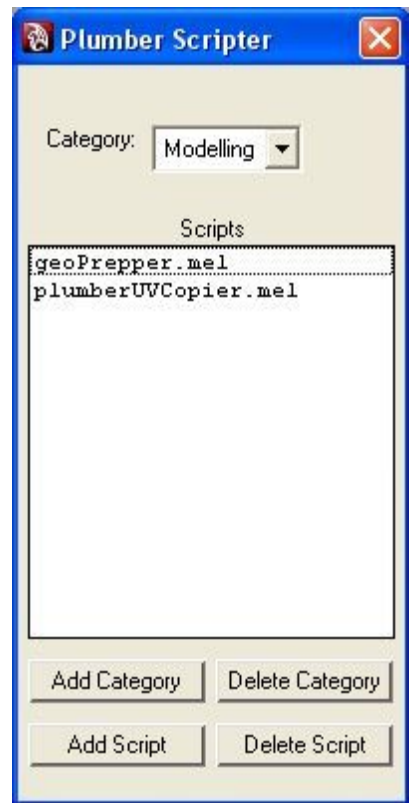 Plumber Scripter
Category: Modelling
Scripts
geoPrepper.mel
plumberUVCopier.mel
Add Category Delete Category
Add Script Delete Script